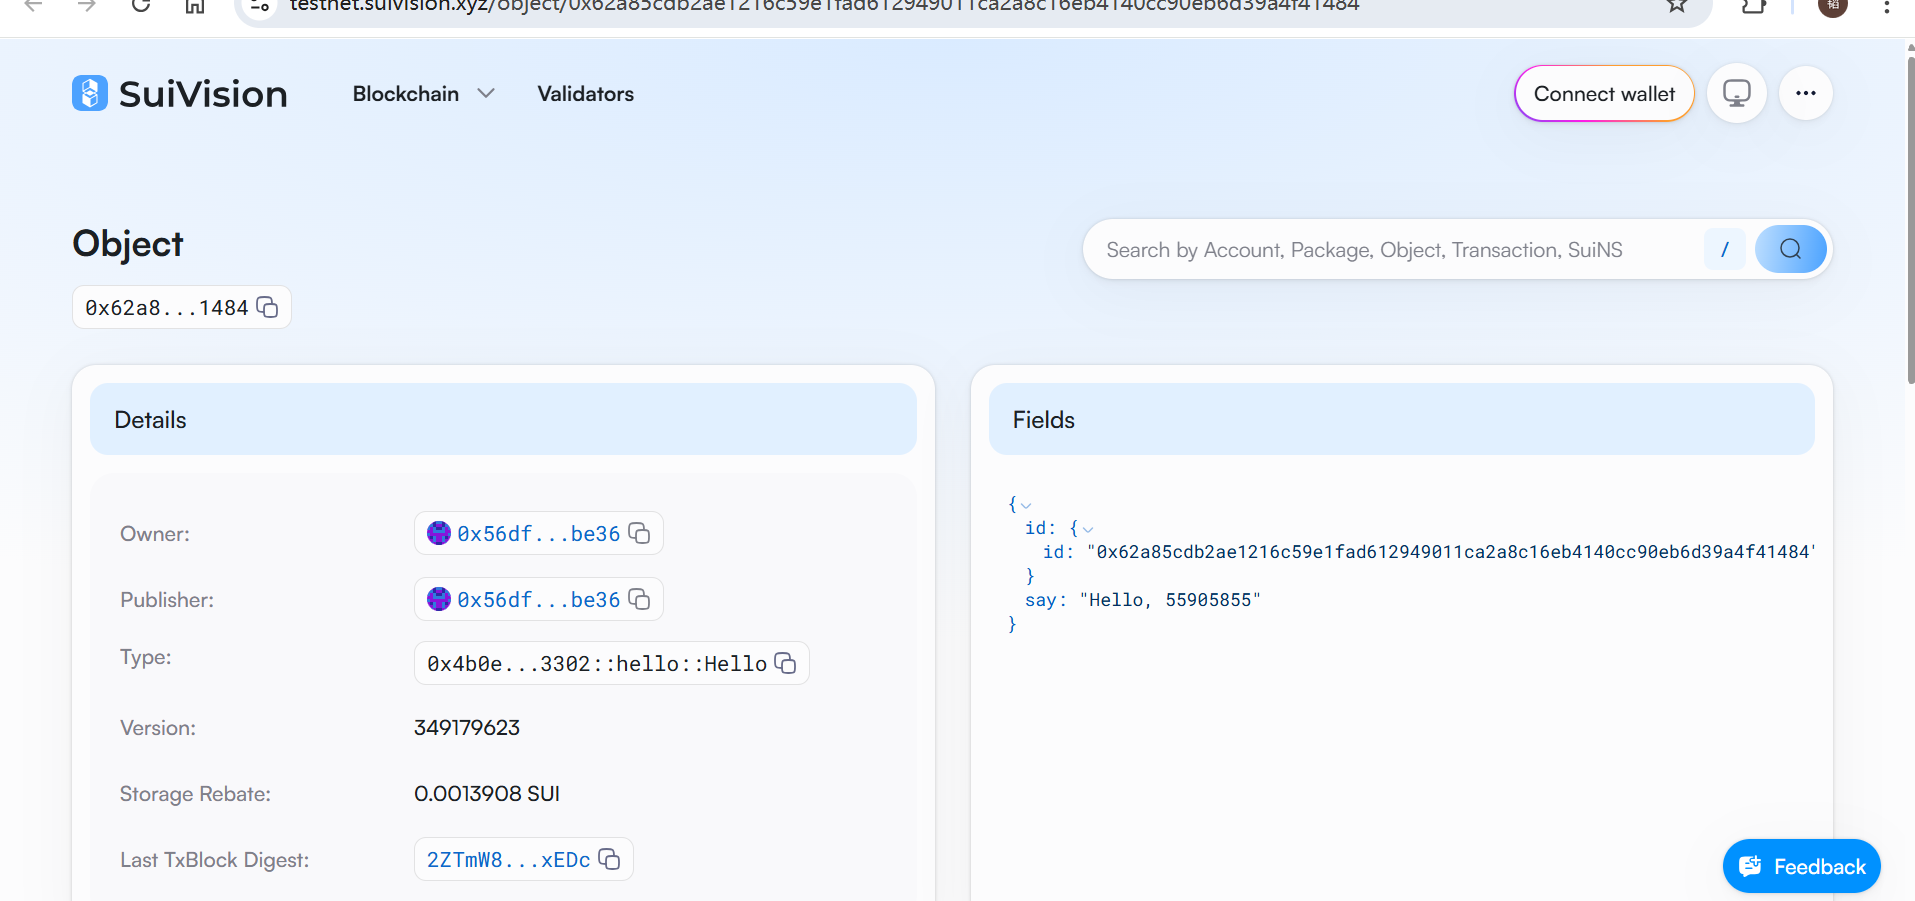 testnet.suivision.xyz/object/0x62a85cdb2ae1216c59e1fad612949011ca2a8c16eb4140cc90eb6d39a4f41484
SuiVision
Blockchain
Validators
Connect wallet
Object
Search by Account, Package, Object, Transaction, SuiNS
/
0x62a8...1484
Details
Owner:
0x56df...be36
Publisher:
0x56df...be36
Type:
0x4b0e...3302::hello::Hello
Version:
349179623
Storage Rebate:
0.0013908 SUI
Last TxBlock Digest:
2ZTmW8...xEDc
Fields
{
id: {
id: "0x62a85cdb2ae1216c59e1fad612949011ca2a8c16eb4140cc90eb6d39a4f41484"
}
say: "Hello, 55905855"
}
Feedback